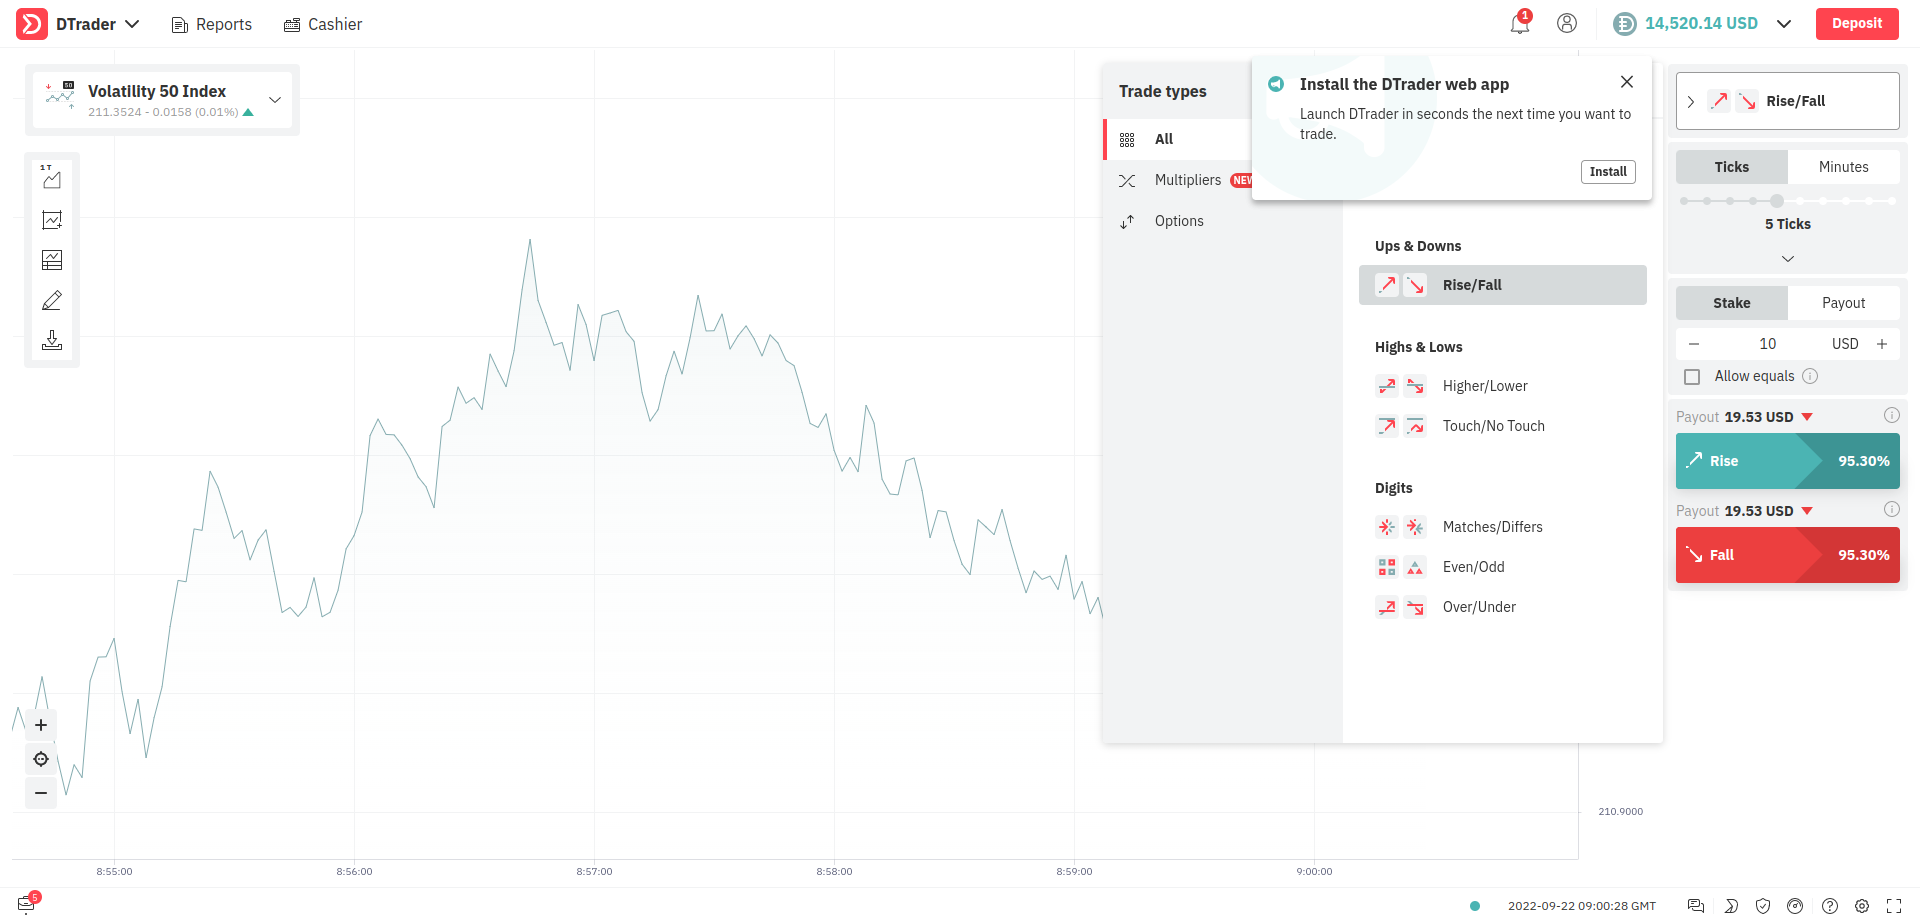 DTrader
Reports
Cashier
1
14,520.14 USD
Deposit
50
Volatility 50 Index
211.3524 - 0.0158 (0.01%)
1 T
Trade types
All
Multipliers NEW
Options
Install the DTrader web app
Launch DTrader in seconds the next time you want to
trade.
Install
Ups & Downs
Rise/Fall
Highs & Lows
Higher/Lower
Touch/No Touch
Digits
Matches/Differs
Even/Odd
Over/Under
Rise/Fall
Ticks
Minutes
5 Ticks
Stake
Payout
10
USD
Allow equals
Payout 19.53 USD
Rise
95.30%
Payout 19.53 USD
Fall
95.30%
210.9000
8:55:00
8:56:00
8:57:00
8:58:00
8:59:00
9:00:00
5
2022-09-22 09:00:28 GMT